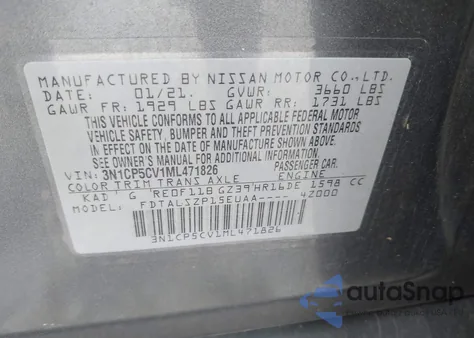 MANUFACTURED BY NISSAN MOTOR CO., LTD.
DATE: 01/21. GVWR: 3660 LBS
GAWR FR: 1929 LBS GAWR RR: 1731 LBS
THIS VEHICLE CONFORMS TO ALL APPLICABLE FEDERAL MOTOR
VEHICLE SAFETY, BUMPER AND THEFT PREVENTION STANDARDS
IN EFFECT ON THE DATE OF MANUFACTURE SHOWN ABOVE.
SEE OWNER'S MANUAL FOR ADDITIONAL INFORMATION.
VIN: 3N1CP5CV1ML471826 PASSENGER CAR.
COLOR TRIM TRANS AXLE ENGINE
KAD G RE0F11B GZ39 HR16DE 1598 CC
MODEL: FDTALSZP15EUAA---- 4Z000
3N1CP5CV1ML471826
autoSnap